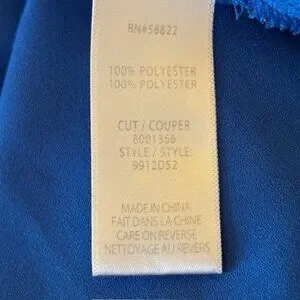 RN#58822
100% POLYESTER
100% POLYESTER
CUT / COUPER
8001366
STYLE / STYLE
9912D52
MADE IN CHINA
FAIT DANS LA CHINE
CARE ON REVERSE
NETTOYAGE AU REVERS